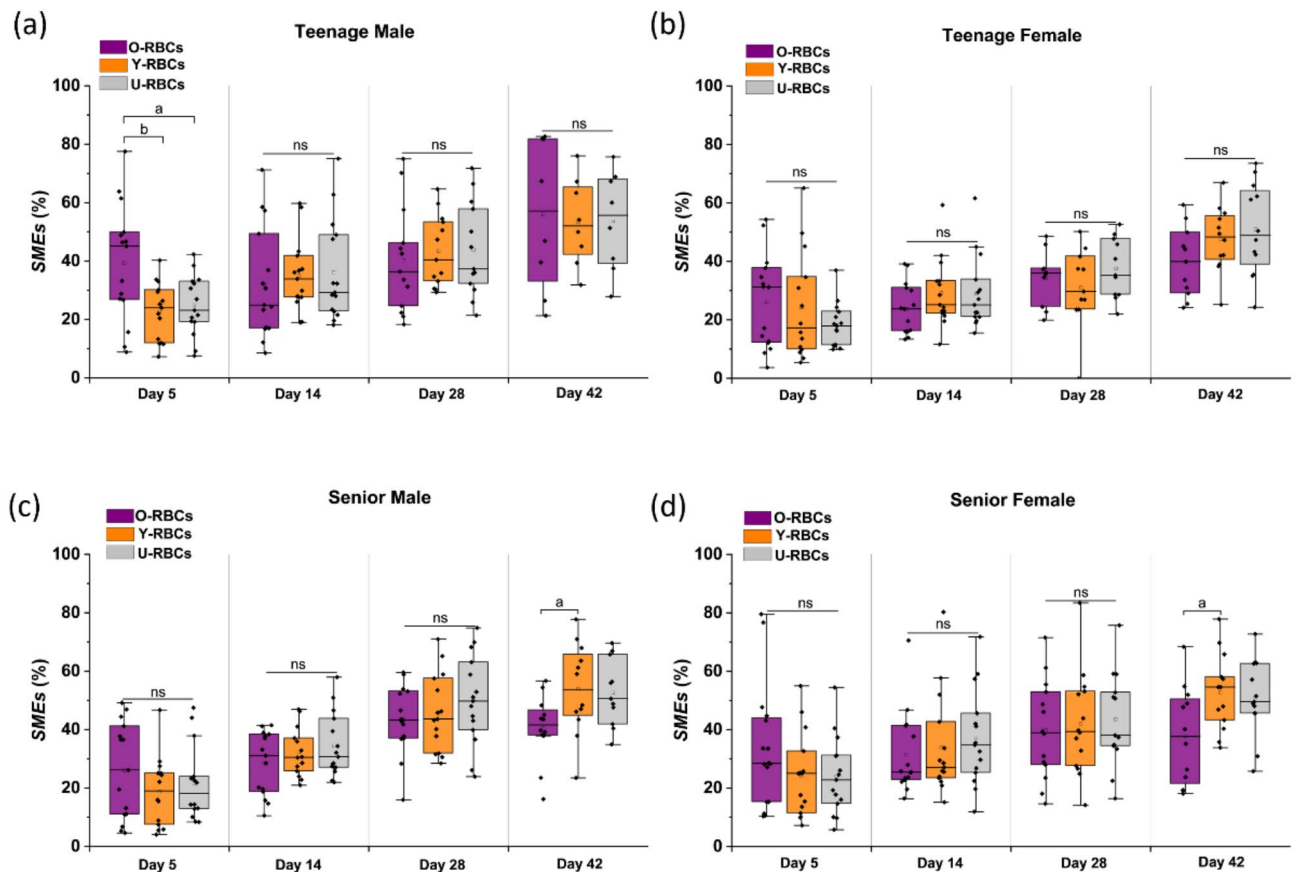 (a)
Teenage Male
O-RBCs
Y-RBCs
U-RBCs
SMEs (%)
100
80
60
40
20
0
a
b
ns
ns
ns
Day 5
Day 14
Day 28
Day 42
(b)
Teenage Female
O-RBCs
Y-RBCs
U-RBCs
SMEs (%)
100
80
60
40
20
0
ns
ns
ns
ns
Day 5
Day 14
Day 28
Day 42
(c)
Senior Male
O-RBCs
Y-RBCs
U-RBCs
SMEs (%)
100
80
60
40
20
0
ns
ns
ns
a
Day 5
Day 14
Day 28
Day 42
(d)
Senior Female
O-RBCs
Y-RBCs
U-RBCs
SMEs (%)
100
80
60
40
20
0
ns
ns
ns
a
Day 5
Day 14
Day 28
Day 42